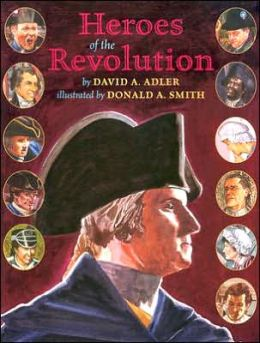 Heroes
of the
Revolution
by DAVID A. ADLER
illustrated by DONALD A. SMITH